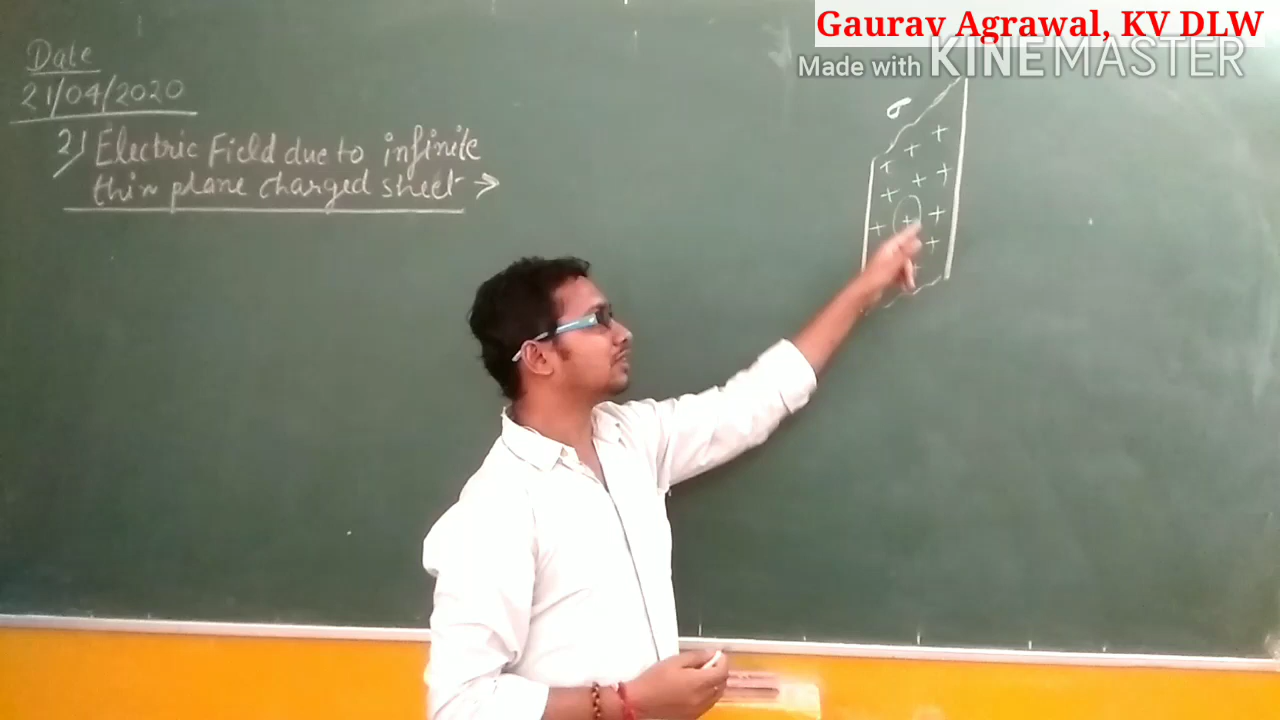 Gaurav Agrawal, KV DLW
Made with KINEMASTER
Date
21/04/2020
2) Electric Field due to infinite
thin plane charged sheet →
σ
+ + +
+ + +
+ + +
+
+